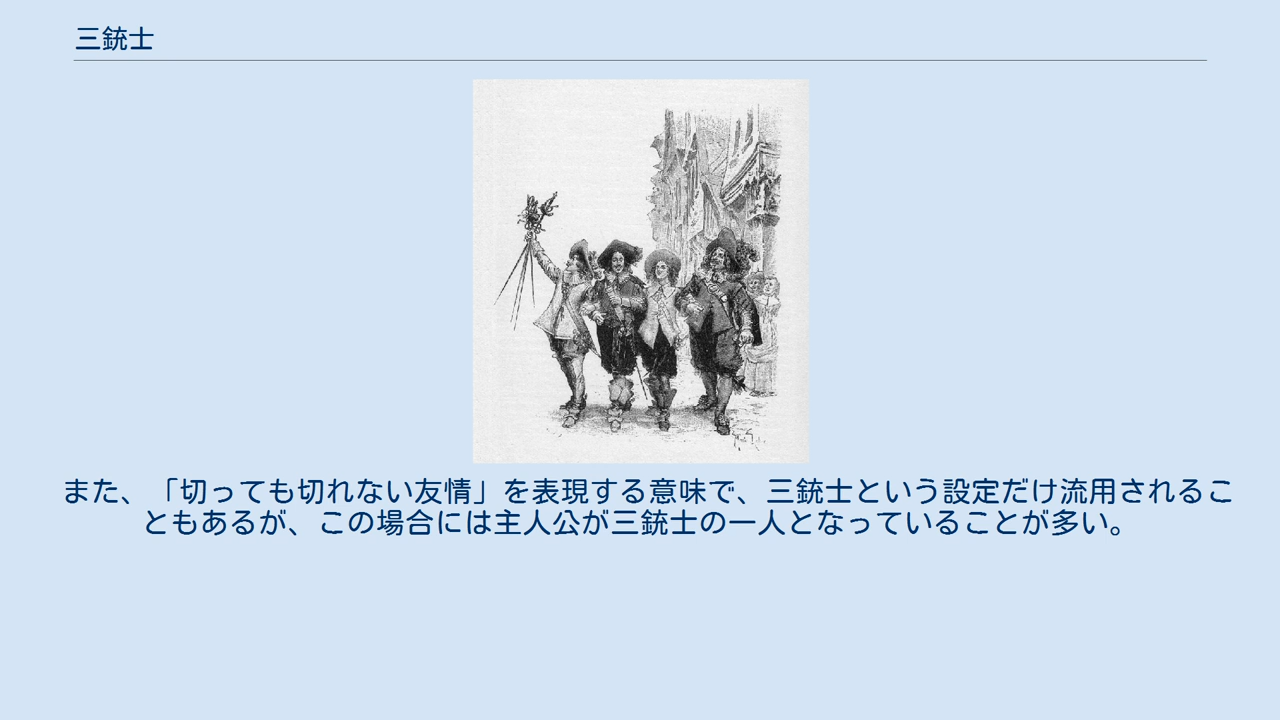 三銃士
また、「切っても切れない友情」を表現する意味で、三銃士という設定だけ流用されるこ
ともあるが、この場合には主人公が三銃士の一人となっていることが多い。